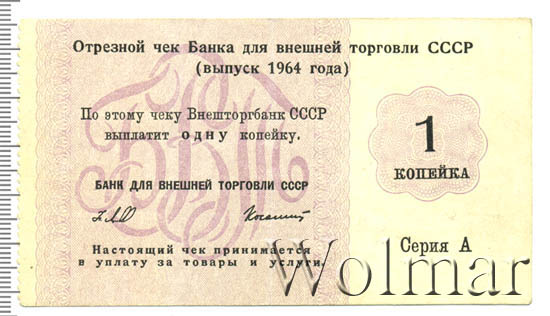 Отрезной чек Банка для внешней торговли СССР
(выпуск 1964 года)
По этому чеку Внешторгбанк СССР
выплатит одну копейку.
1
КОПЕЙКА
БАНК ДЛЯ ВНЕШНЕЙ ТОРГОВЛИ СССР
Настоящий чек принимается
в уплату за товары и услуги.
Серия А
Wolmar